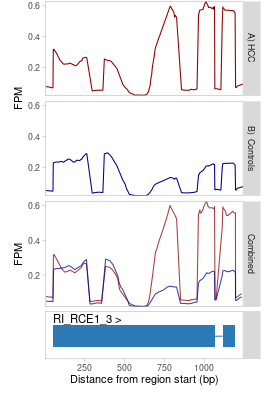 0.6
0.4
0.2
FPM
A) HCC
0.6
0.4
0.2
FPM
B) Controls
0.6
0.4
0.2
FPM
Combined
RI_RCE1_3 >
250 500 750 1000
Distance from region start (bp)